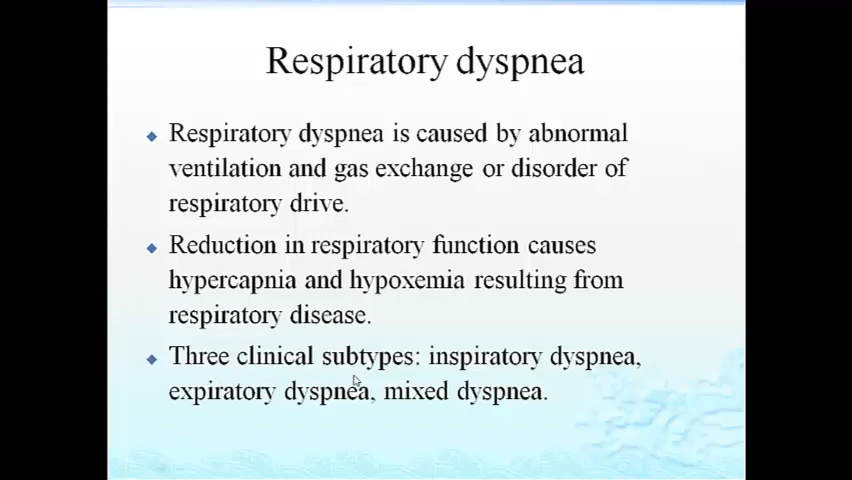 Respiratory dyspnea
Respiratory dyspnea is caused by abnormal
ventilation and gas exchange or disorder of
respiratory drive.
Reduction in respiratory function causes
hypercapnia and hypoxemia resulting from
respiratory disease.
Three clinical subtypes: inspiratory dyspnea,
expiratory dyspnea, mixed dyspnea.